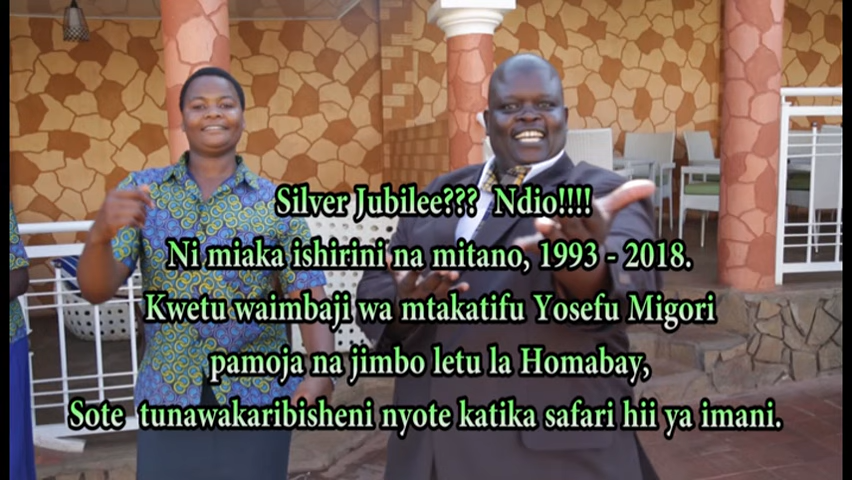 Silver Jubilee??? Ndio!!!!
Ni miaka ishirini na mitano, 1993 - 2018.
Kwetu waimbaji wa mtakatifu Yosefu Migori
pamoja na jimbo letu la Homabay,
Sote tunawakaribisheni nyote katika safari hii ya imani.